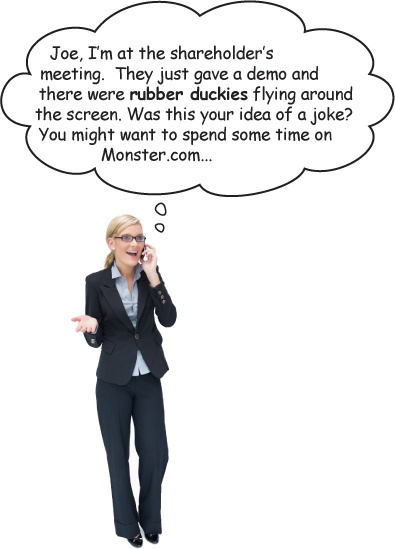 Joe, I'm at the shareholder's
meeting.  They just gave a demo and
there were rubber duckies flying around
the screen. Was this your idea of a joke?
You might want to spend some time on
Monster.com...